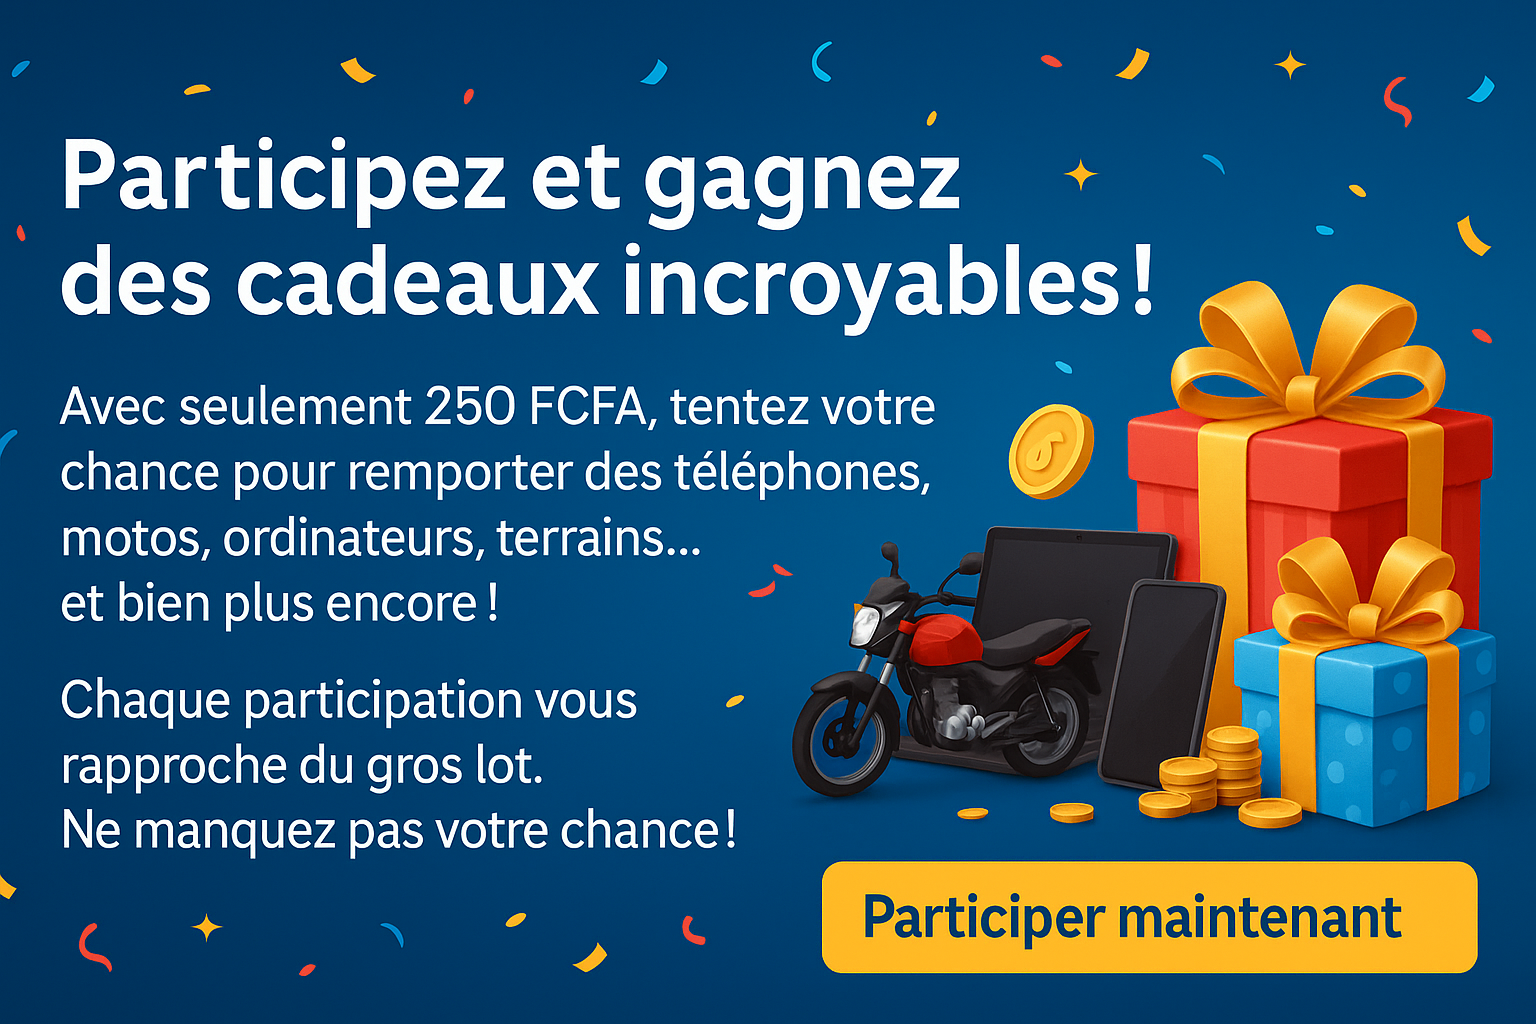 Participez et gagnez
des cadeaux incroyables !
Avec seulement 250 FCFA, tentez votre
chance pour remporter des téléphones,
motos, ordinateurs, terrains...
et bien plus encore !
Chaque participation vous
rapproche du gros lot.
Ne manquez pas votre chance !
Participer maintenant